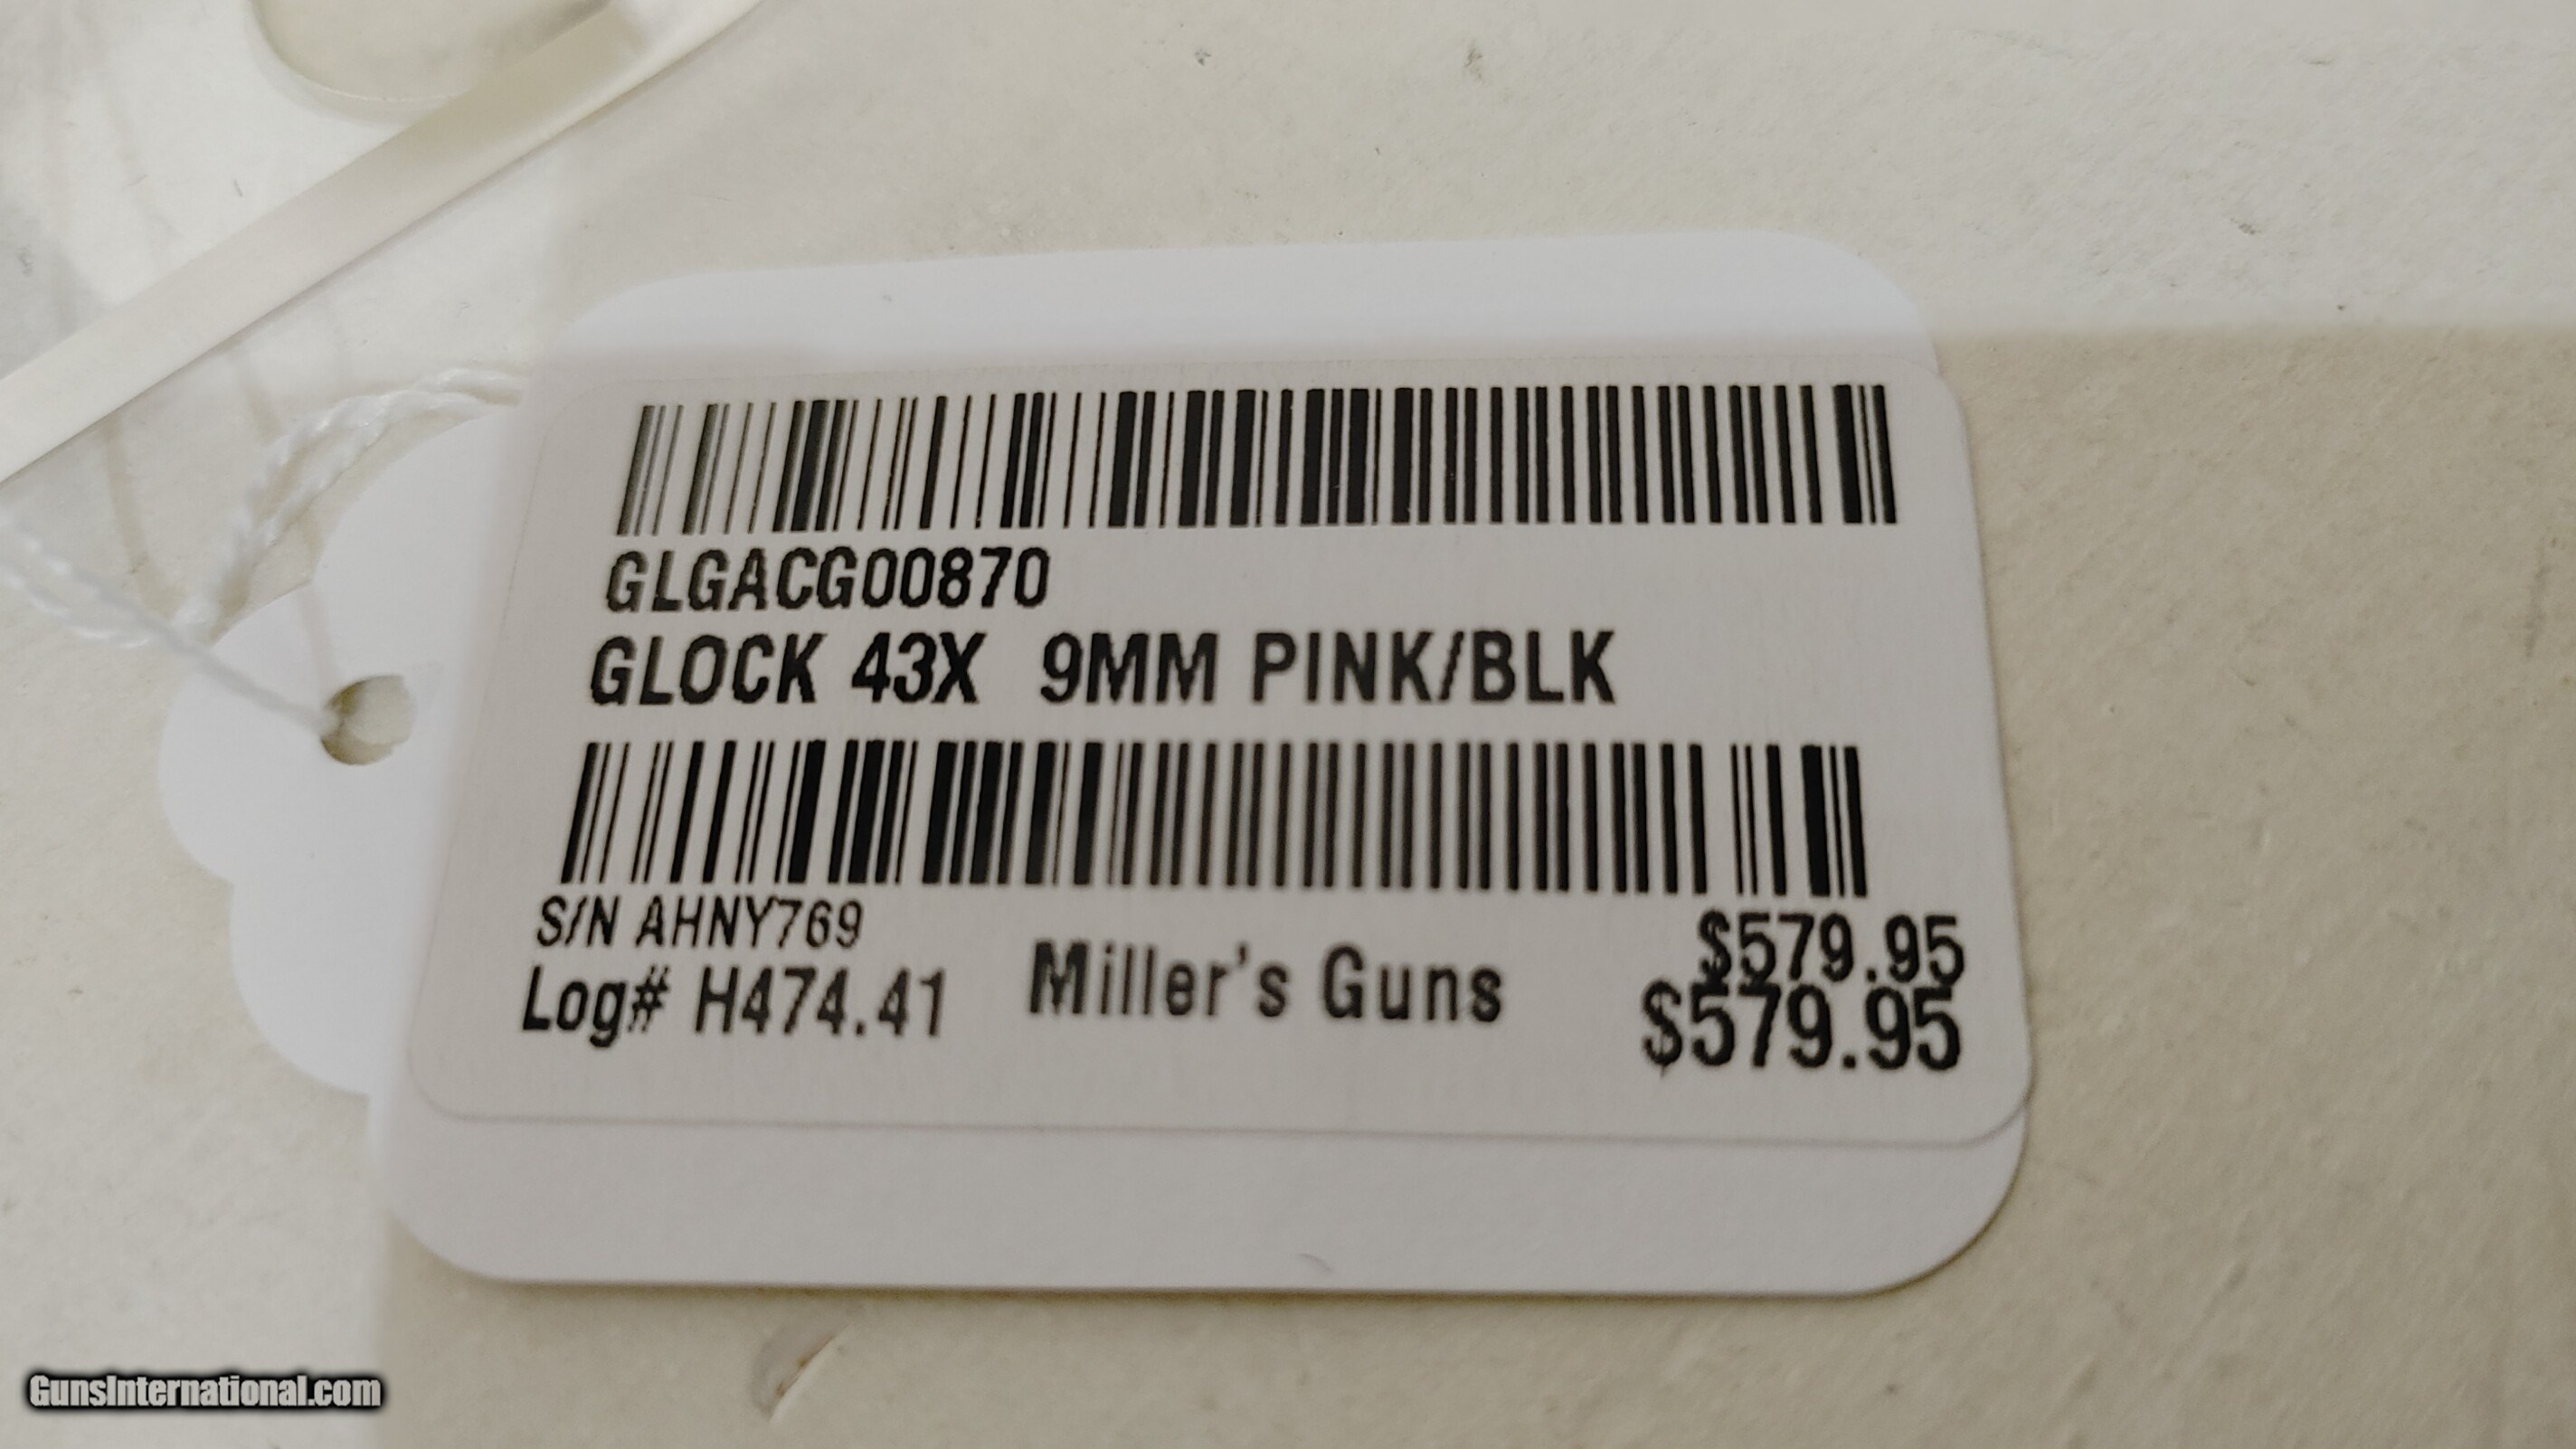 GLGACG00870
GLOCK 43X 9MM PINK/BLK
S/N AHNY769
$579.95
Log# H474.41 Miller's Guns $579.95
GunsInternational.com